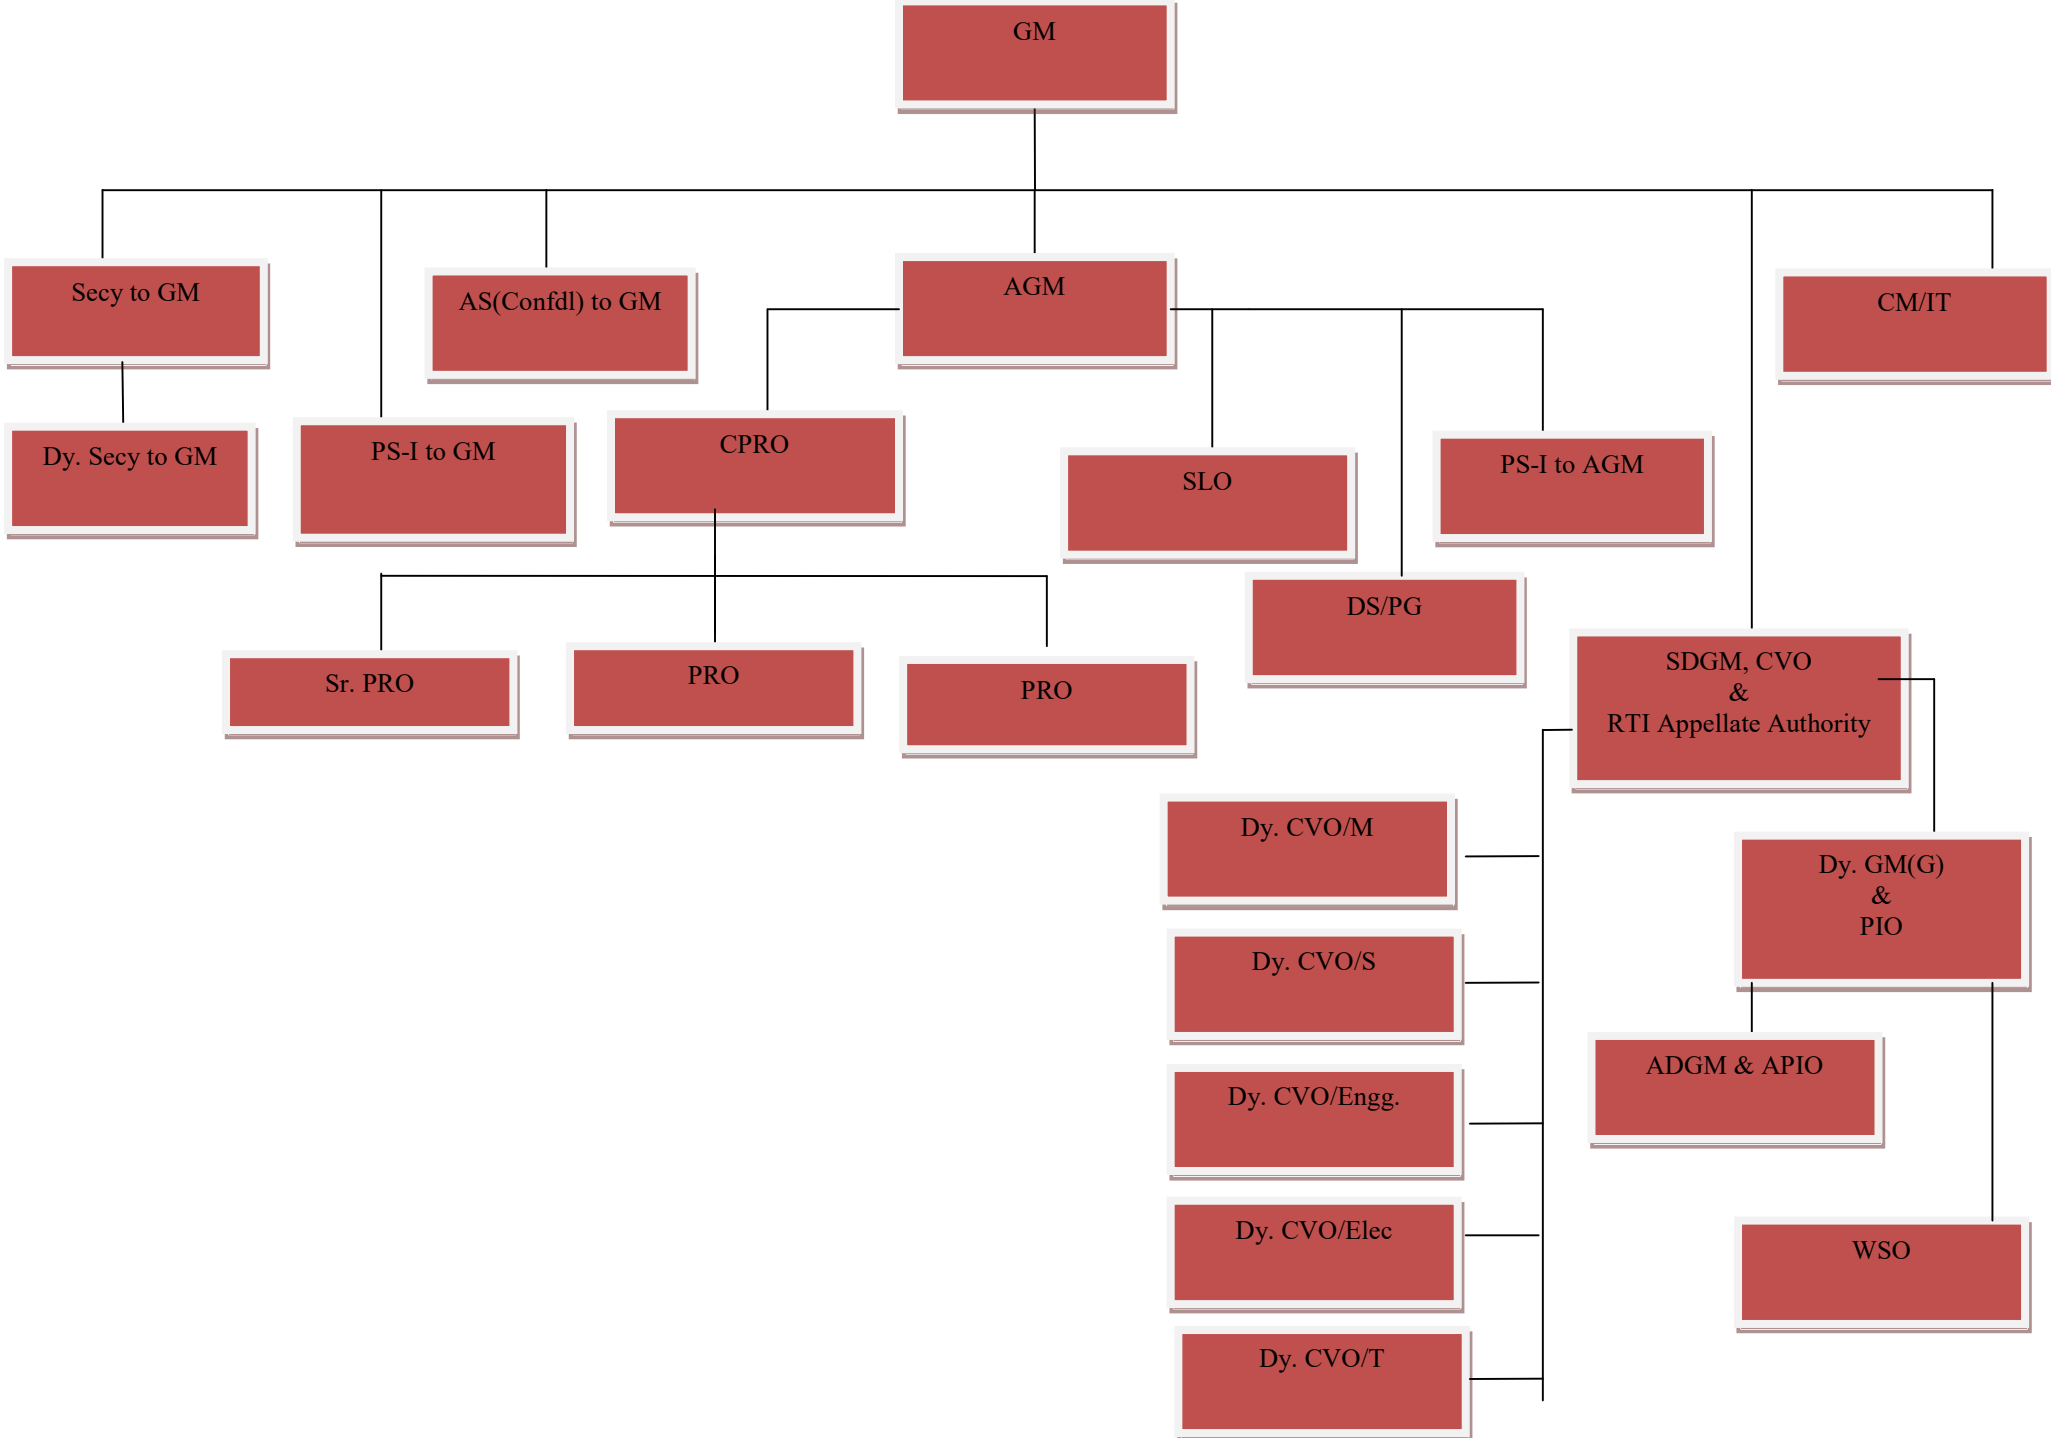 GM
Secy to GM
AS(Confdl) to GM
AGM
CM/IT
Dy. Secy to GM
PS-I to GM
CPRO
SLO
PS-I to AGM
DS/PG
Sr. PRO
PRO
PRO
SDGM, CVO
&
RTI Appellate Authority
Dy. CVO/M
Dy. GM(G)
&
PIO
Dy. CVO/S
ADGM & APIO
Dy. CVO/Engg.
Dy. CVO/Elec
WSO
Dy. CVO/T